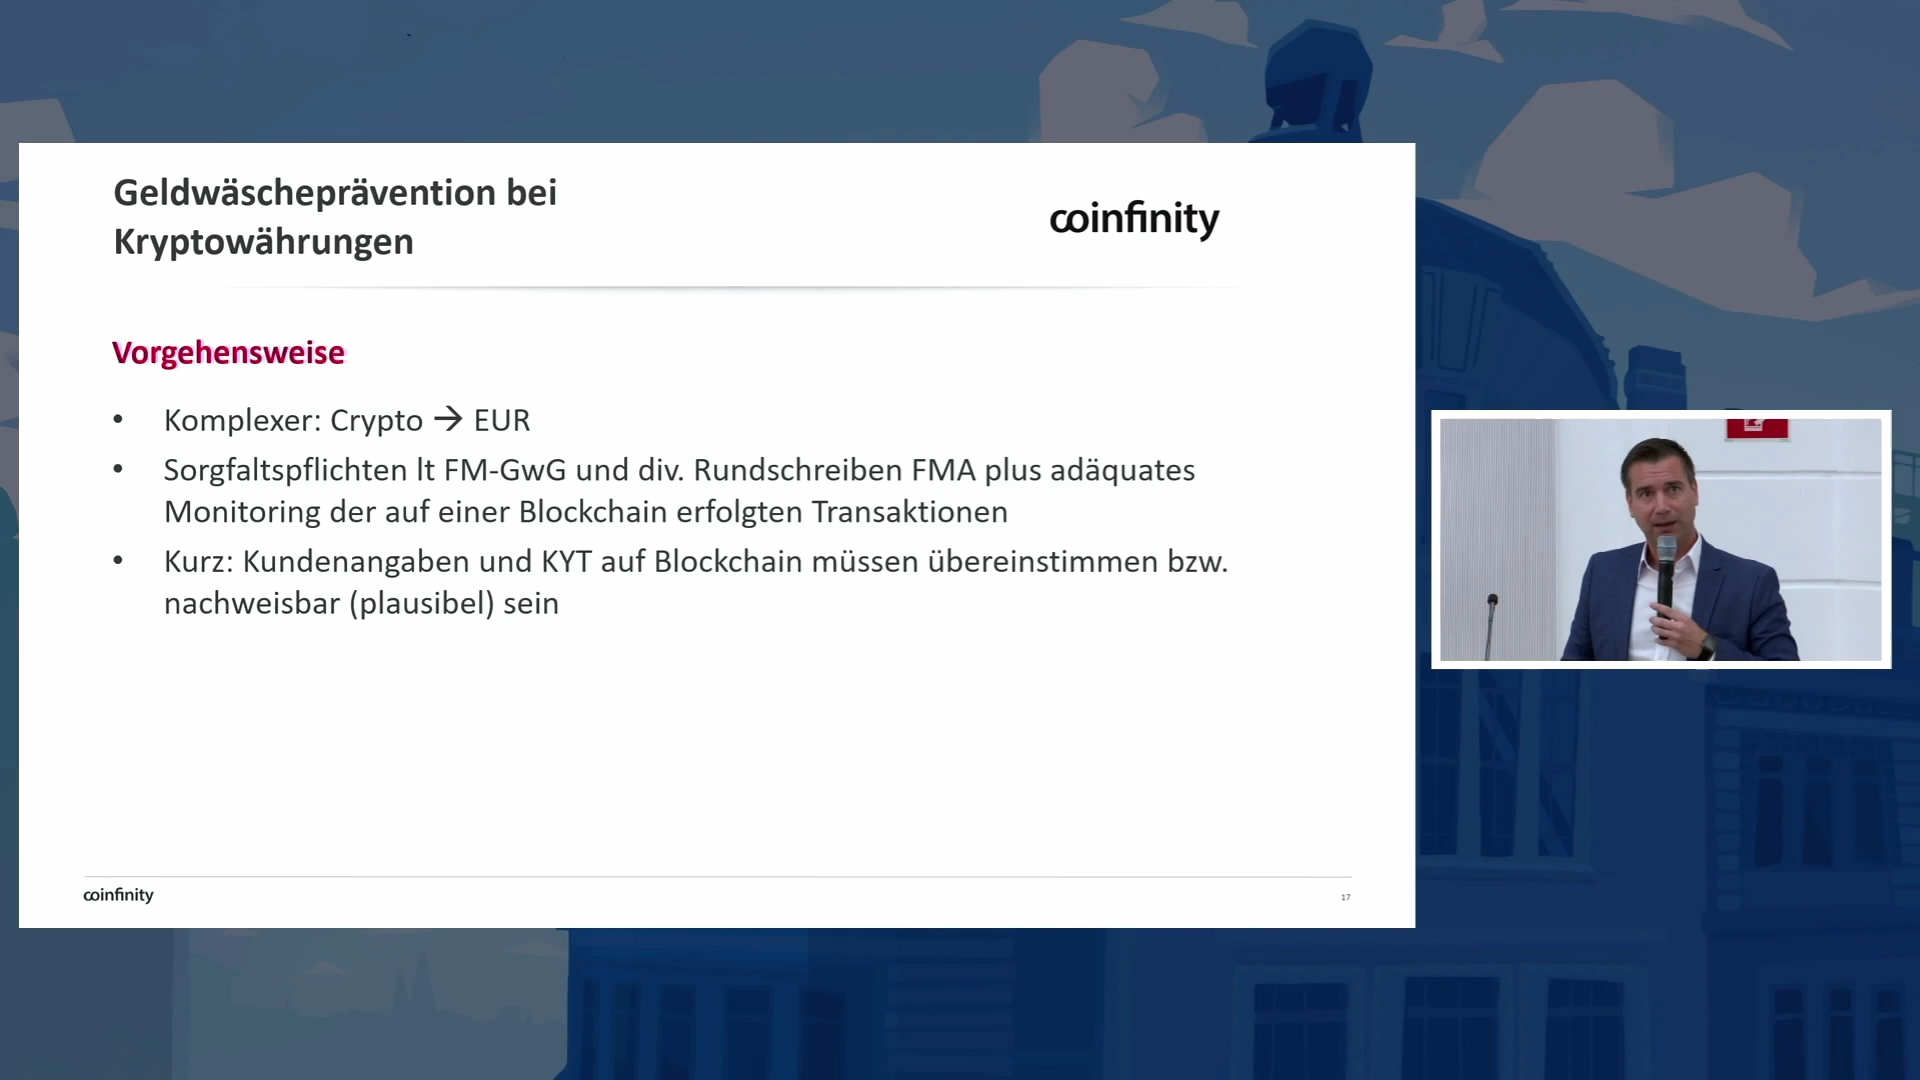 Geldwäscheprävention bei
Kryptowährungen
coinfinity
Vorgehensweise
• Komplexer: Crypto → EUR
• Sorgfaltspflichten lt FM-GwG und div. Rundschreiben FMA plus adäquates
Monitoring der auf einer Blockchain erfolgten Transaktionen
• Kurz: Kundenangaben und KYT auf Blockchain müssen übereinstimmen bzw.
nachweisbar (plausibel) sein
coinfinity
17